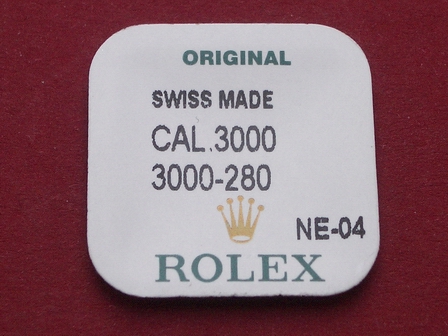 ORIGINAL
SWISS MADE
CAL.3000
3000-280
NE-04
ROLEX